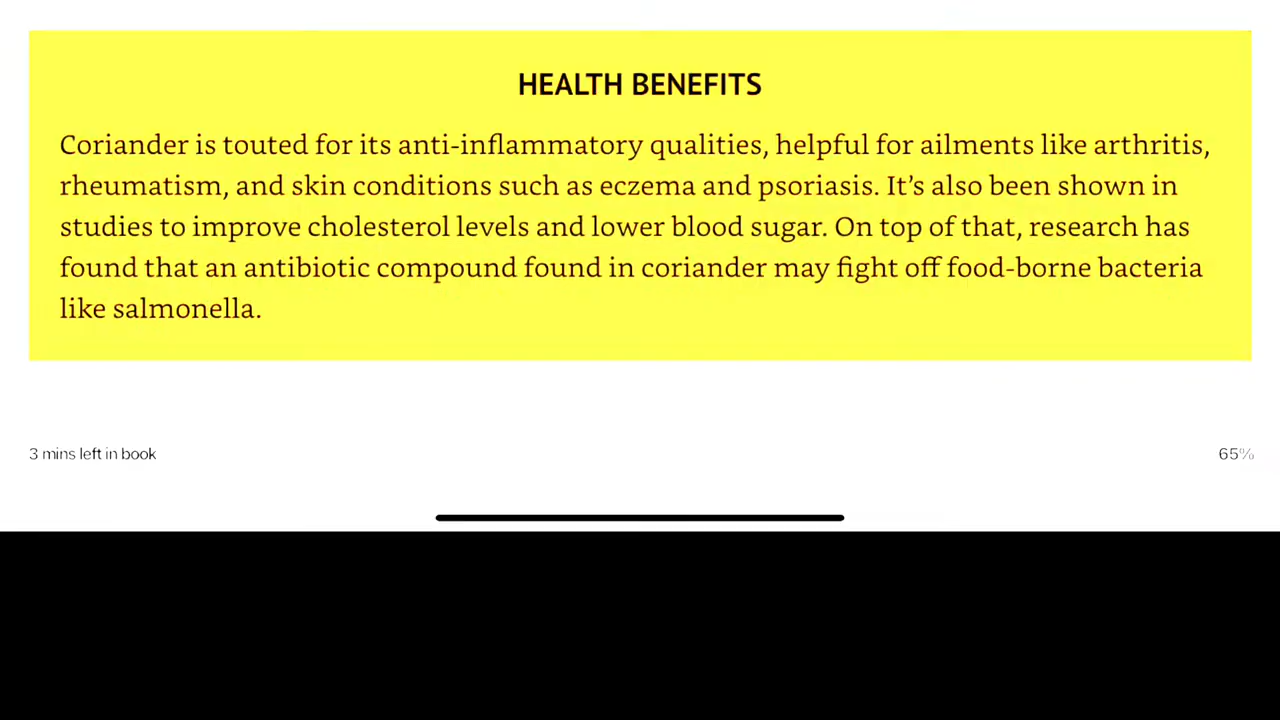 HEALTH BENEFITS
Coriander is touted for its anti-inflammatory qualities, helpful for ailments like arthritis,
rheumatism, and skin conditions such as eczema and psoriasis. It’s also been shown in
studies to improve cholesterol levels and lower blood sugar. On top of that, research has
found that an antibiotic compound found in coriander may fight off food-borne bacteria
like salmonella.
3 mins left in book
65%